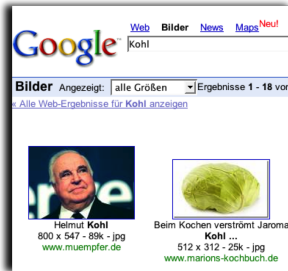 Web Bilder News Maps Neu!
Google
Kohl
Bilder Angezeigt: alle Größen Ergebnisse 1 - 18 von
« Alle Web-Ergebnisse für Kohl anzeigen
Helmut Kohl
800 x 547 - 89k - jpg
www.muempfer.de
Beim Kochen verströmt Jaroma
Kohl ...
512 x 312 - 25k - jpg
www.marions-kochbuch.de